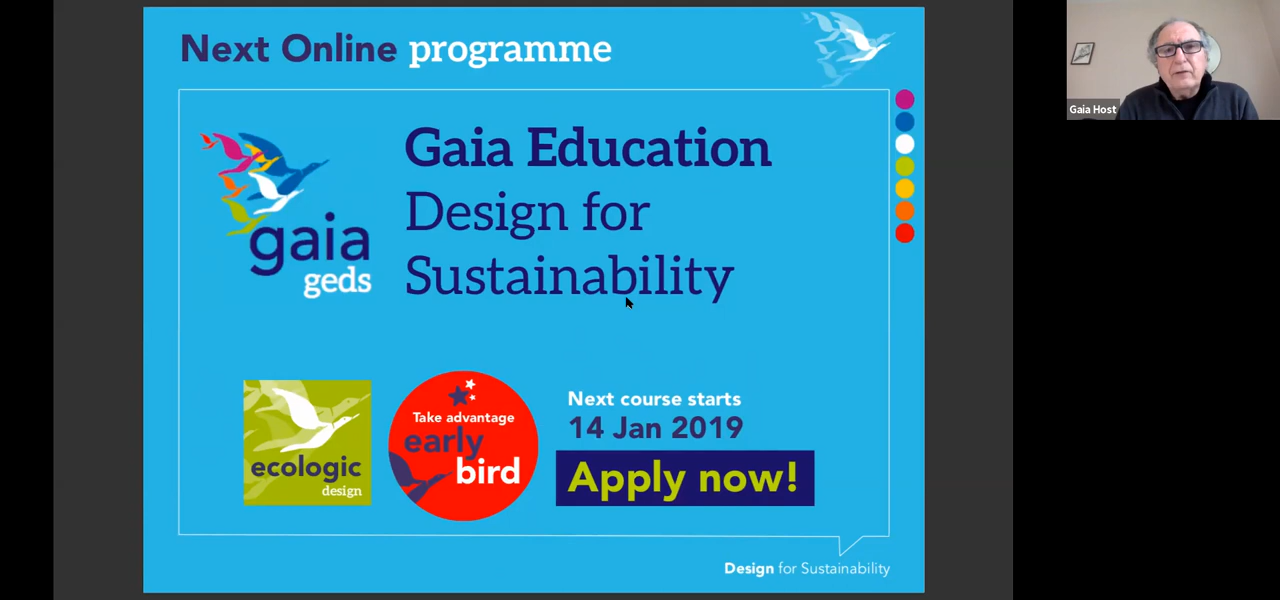 Next Online programme
Gaia Host
gaia
geds
Gaia Education
Design for
Sustainability
ecologic
design
Take advantage
early
bird
Next course starts
14 Jan 2019
Apply now!
Design for Sustainability